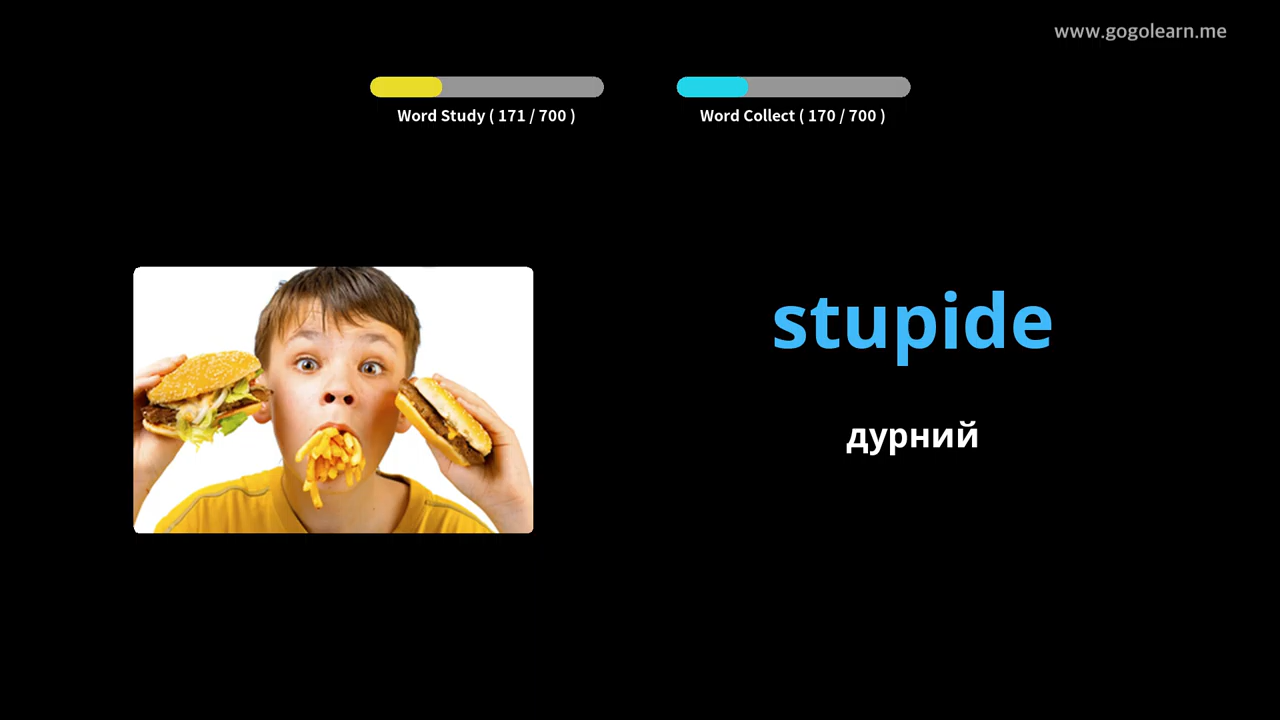 www.gogolearn.me
Word Study ( 171 / 700 )
Word Collect ( 170 / 700 )
stupide
дурний